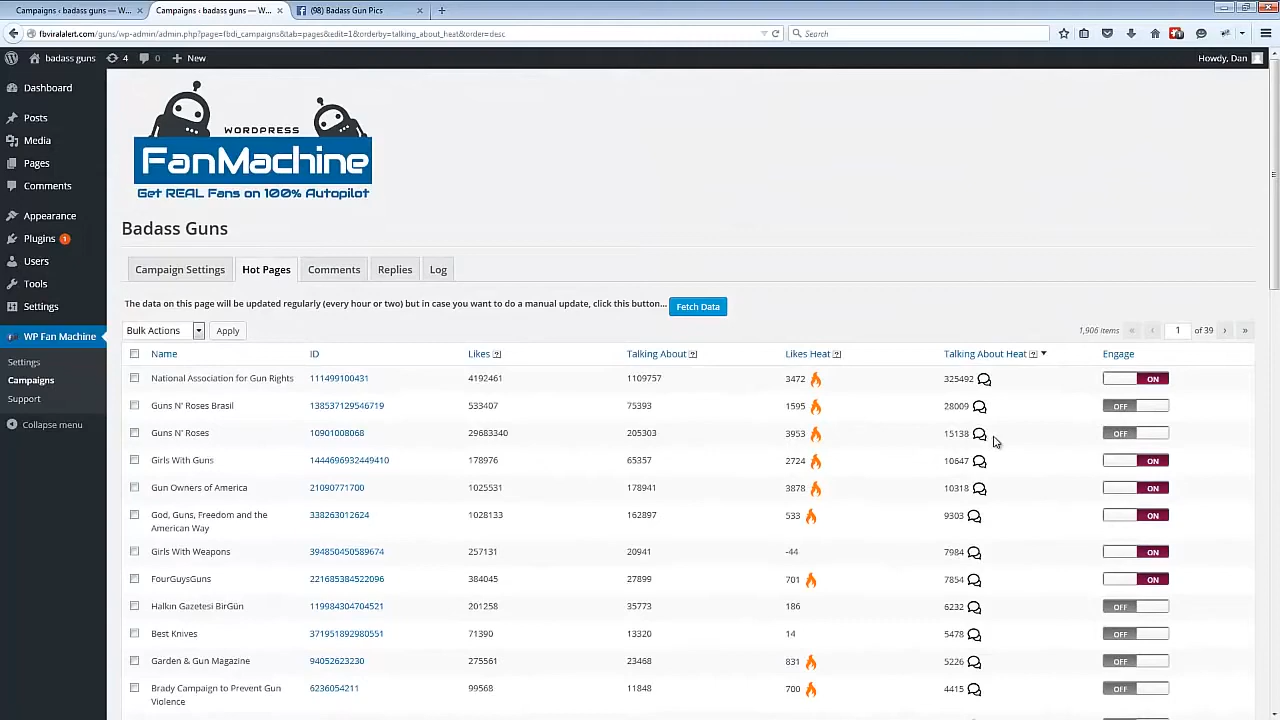 Campaigns ‹ badass guns — W...
Campaigns ‹ badass guns — W...
(98) Badass Gun Pics
fbviralalert.com/guns/wp-admin/admin.php?page=fbdi_campaigns&tab=pages&edit=1&orderby=talking_about_heat&order=desc
Search
badass guns
4
0
New
Howdy, Dan
Dashboard
Posts
Media
Pages
Comments
Appearance
Plugins 1
Users
Tools
Settings
WP Fan Machine
Settings
Campaigns
Support
Collapse menu
WORDPRESS
FanMachine
Get REAL Fans on 100% Autopilot
Badass Guns
Campaign Settings Hot Pages Comments Replies Log
The data on this page will be updated regularly (every hour or two) but in case you want to do a manual update, click this button... Fetch Data
Bulk Actions Apply 1,906 items « ‹ 1 of 39 › »
Name ID Likes [?] Talking About [?] Likes Heat [?] Talking About Heat [?] Engage
National Association for Gun Rights 111499100431 4192461 1109757 3472 325492 ON
Guns N' Roses Brasil 138537129546719 533407 75393 1595 28009 OFF
Guns N' Roses 10901008068 29683340 205303 3953 15138 OFF
Girls With Guns 1444696932449410 178976 65357 2724 10647 ON
Gun Owners of America 21090771700 1025531 178941 3878 10318 ON
God, Guns, Freedom and the American Way 338263012624 1028133 162897 533 9303 ON
Girls With Weapons 394850450589674 257131 20941 -44 7984 ON
FourGuysGuns 221685384522096 384045 27899 701 7854 ON
Halkın Gazetesi BirGün 119984304704521 201258 35773 186 6232 OFF
Best Knives 371951892980551 71390 13320 14 5478 OFF
Garden & Gun Magazine 94052623230 275561 23468 831 5226 OFF
Brady Campaign to Prevent Gun Violence 6236054211 99568 11848 700 4415 OFF